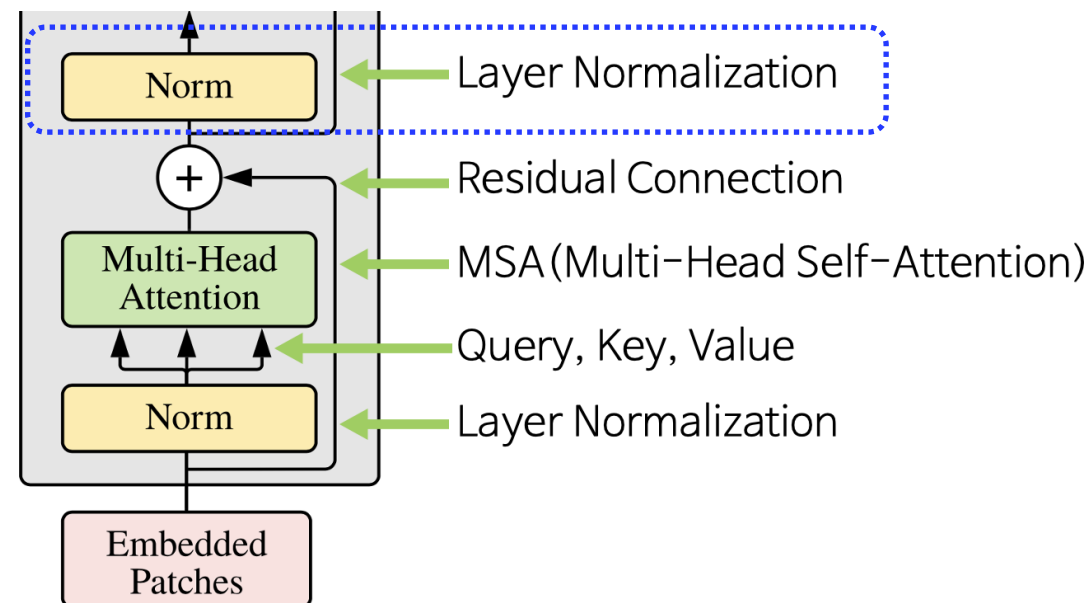 Norm
Layer Normalization
+
Residual Connection
Multi-Head
Attention
MSA(Multi-Head Self-Attention)
Query, Key, Value
Norm
Layer Normalization
Embedded
Patches